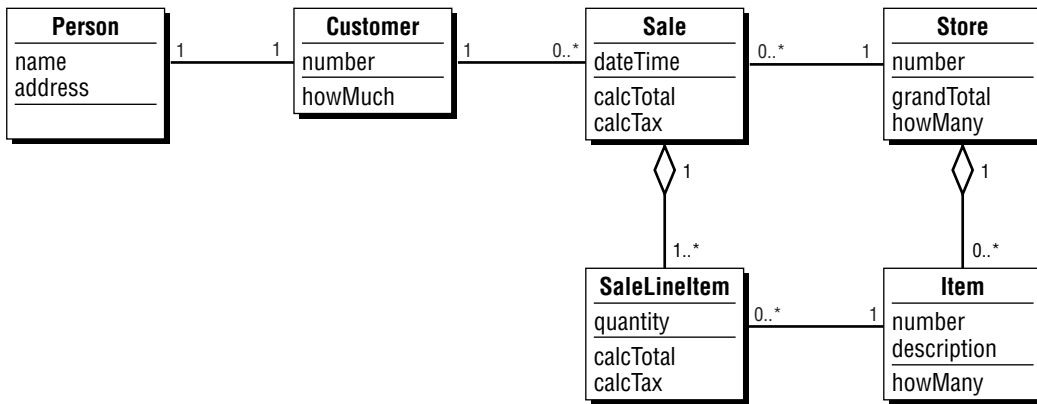 Person
name
address
1
1
Customer
number
howMuch
1
0..*
Sale
dateTime
calcTotal
calcTax
0..*
1
Store
number
grandTotal
howMany
1
1..*
1
0..*
SaleLineItem
quantity
calcTotal
calcTax
0..*
1
Item
number
description
howMany